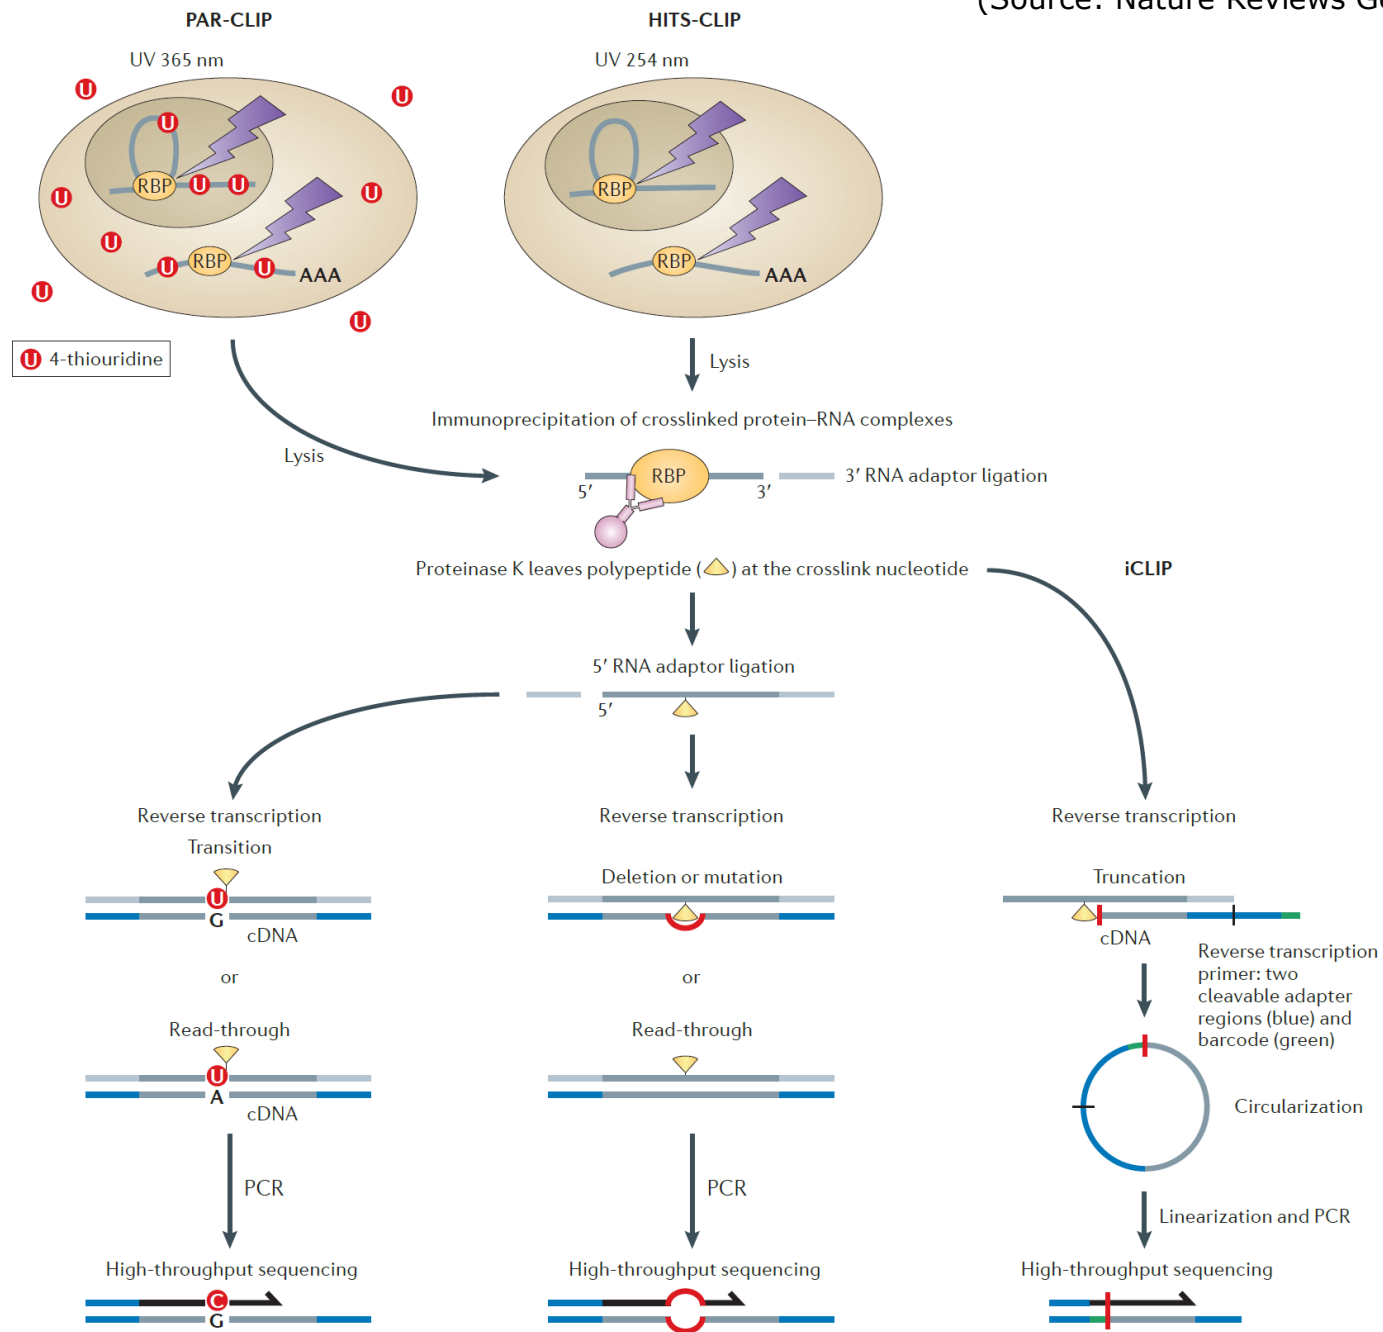 (Source: Nature Reviews Ge
PAR-CLIP
HITS-CLIP
UV 365 nm
UV 254 nm
U
U
U
RBP
U
U
U
U
U
RBP
U
U
AAA
U
U
RBP
RBP
AAA
U 4-thiouridine
Lysis
Lysis
Immunoprecipitation of crosslinked protein–RNA complexes
RBP
5′
3′
3′ RNA adaptor ligation
Proteinase K leaves polypeptide ( ) at the crosslink nucleotide
iCLIP
5′ RNA adaptor ligation
5′
Reverse transcription
Transition
U
G
cDNA
or
Read-through
U
A
cDNA
PCR
High-throughput sequencing
C
G
Reverse transcription
Deletion or mutation
or
Read-through
PCR
High-throughput sequencing
Reverse transcription
Truncation
cDNA
Reverse transcription
primer: two
cleavable adapter
regions (blue) and
barcode (green)
Circularization
Linearization and PCR
High-throughput sequencing